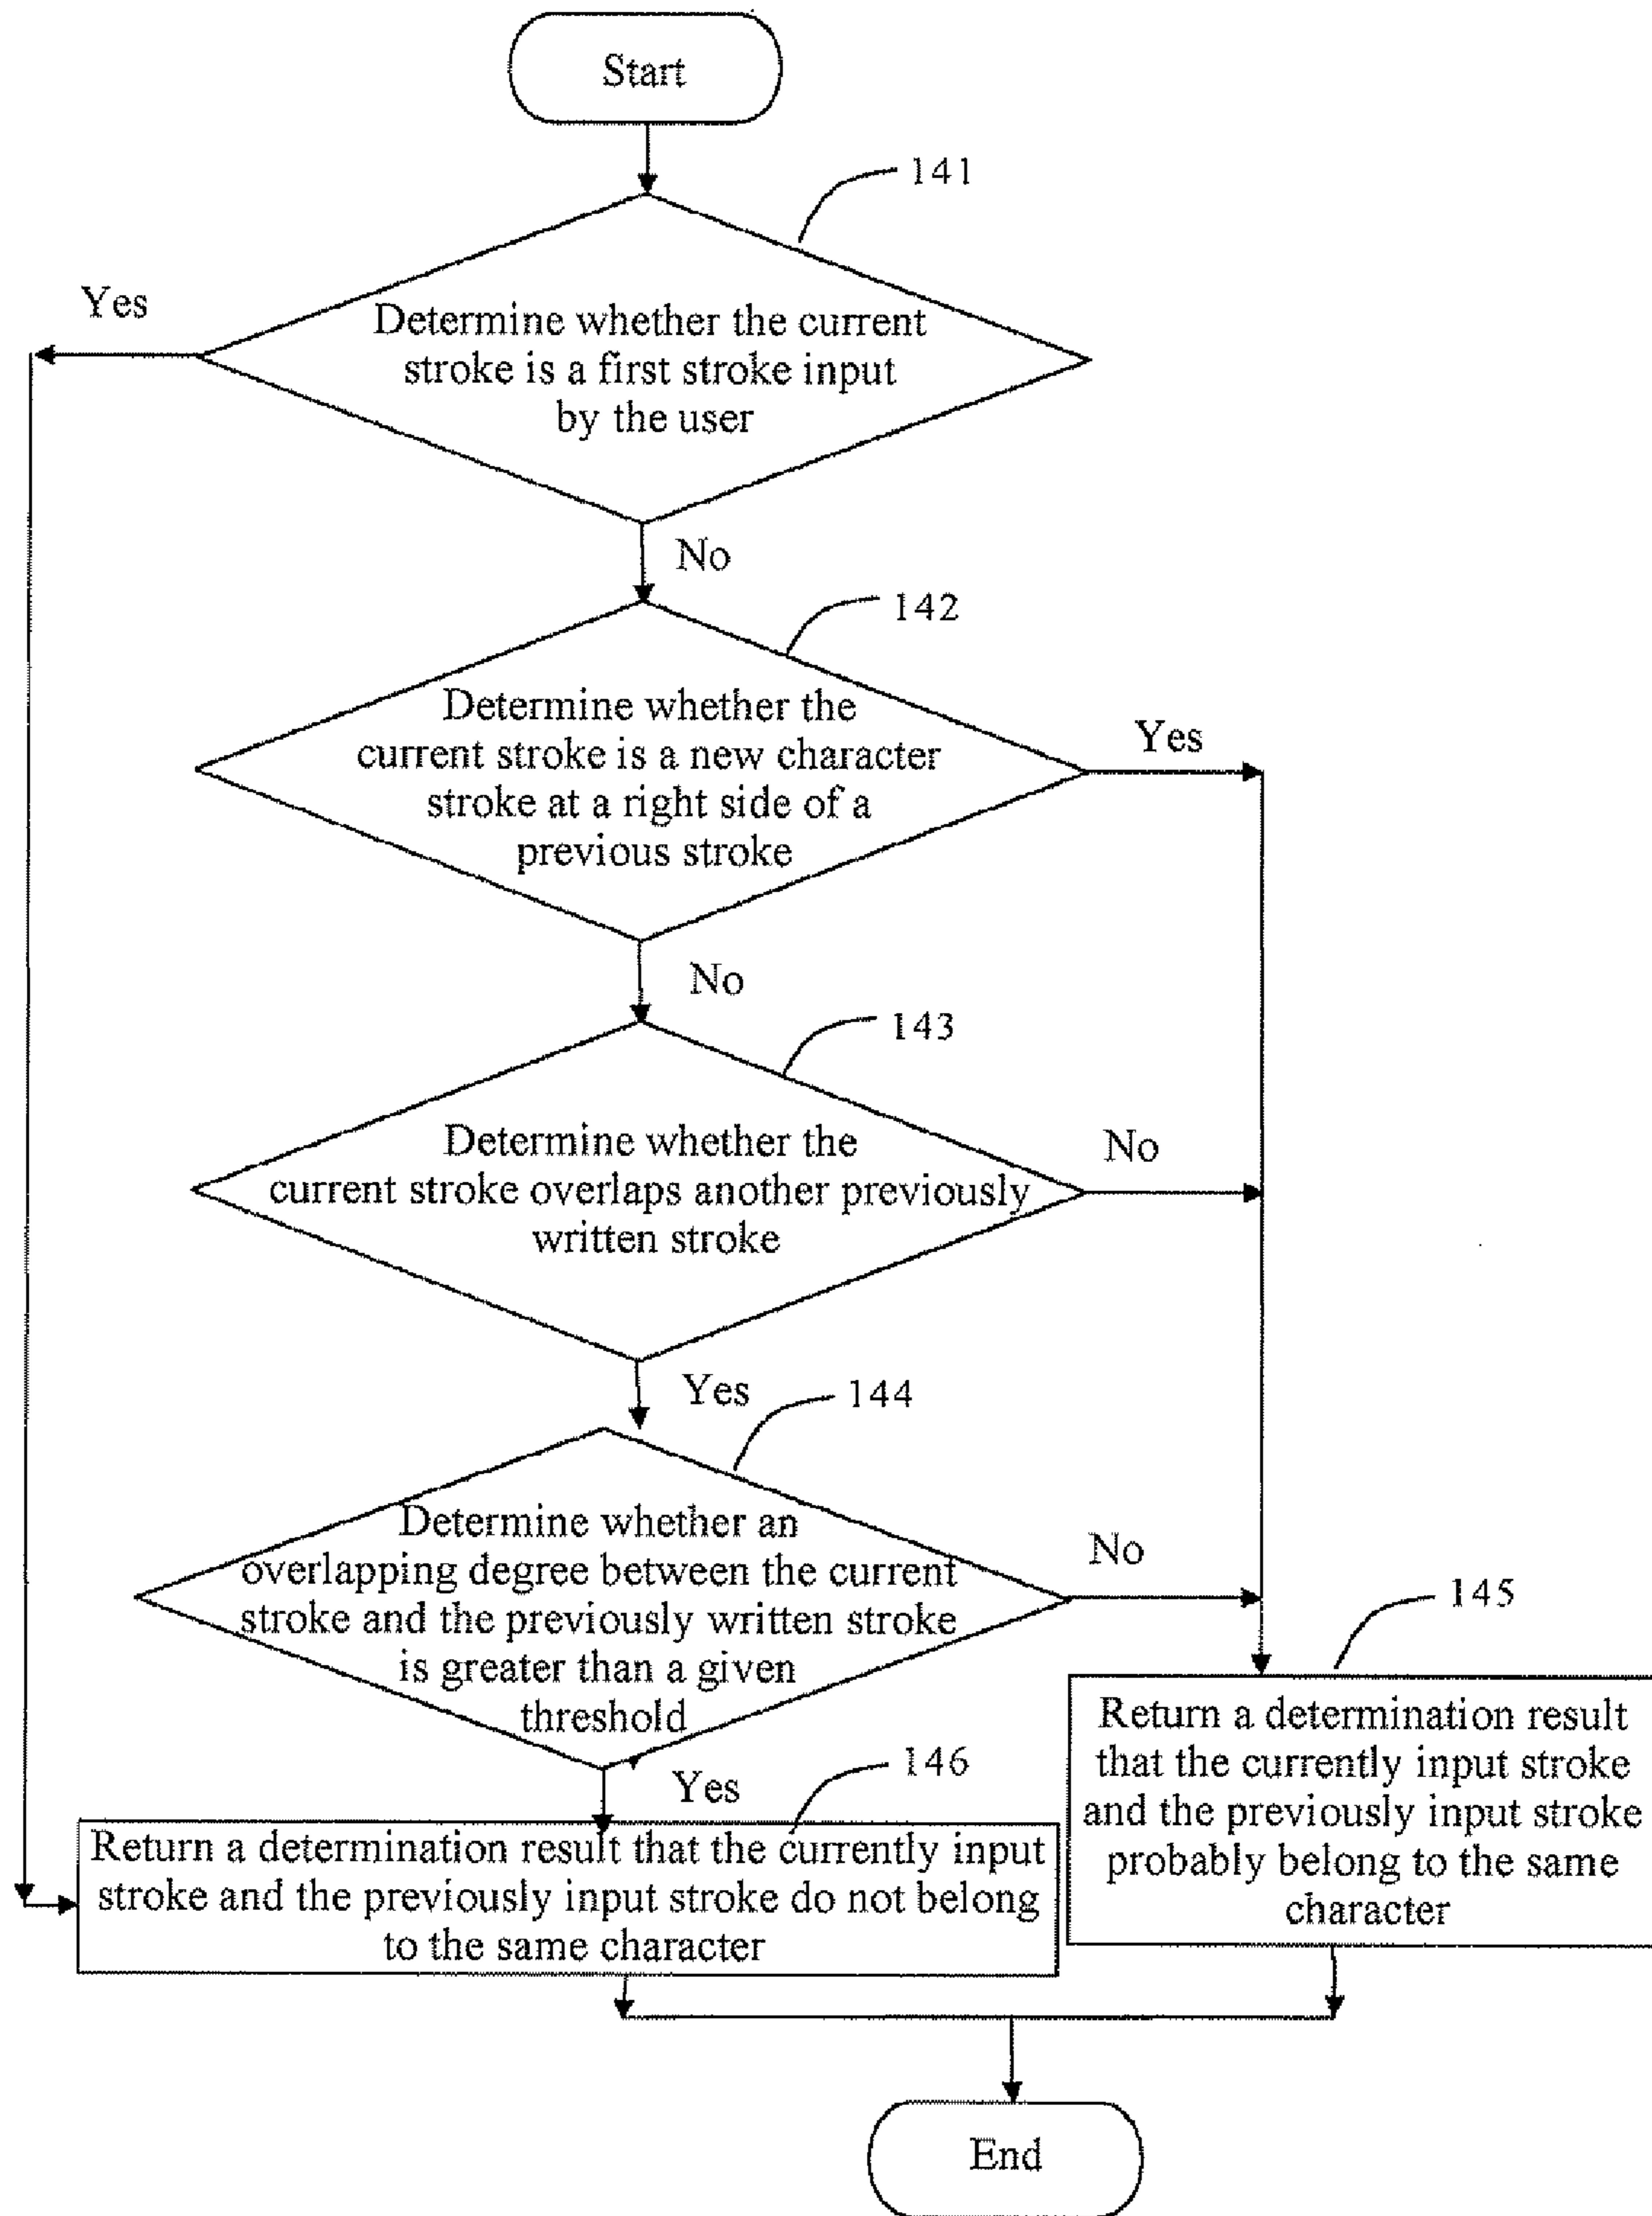 Start
141
Yes
Determine whether the current
stroke is a first stroke input
by the user
No
142
Determine whether the
current stroke is a new character
stroke at a right side of a
previous stroke
Yes
No
143
Determine whether the
current stroke overlaps another previously
written stroke
No
Yes
144
Determine whether an
overlapping degree between the current
stroke and the previously written stroke
is greater than a given
threshold
No
145
Return a determination result
that the currently input stroke
and the previously input stroke
probably belong to the same
character
Yes
146
Return a determination result that the currently input
stroke and the previously input stroke do not belong
to the same character
End